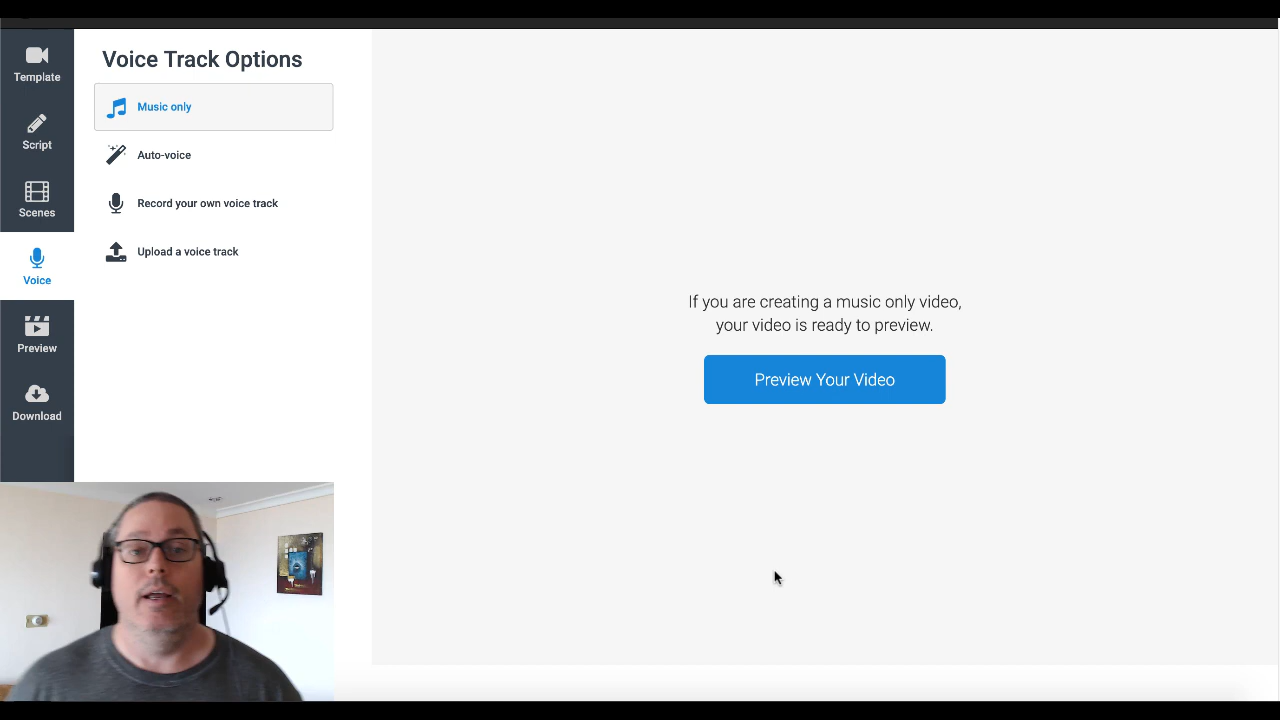 Template
Script
Scenes
Voice
Preview
Download
Voice Track Options
Music only
Auto-voice
Record your own voice track
Upload a voice track
If you are creating a music only video,
your video is ready to preview.
Preview Your Video